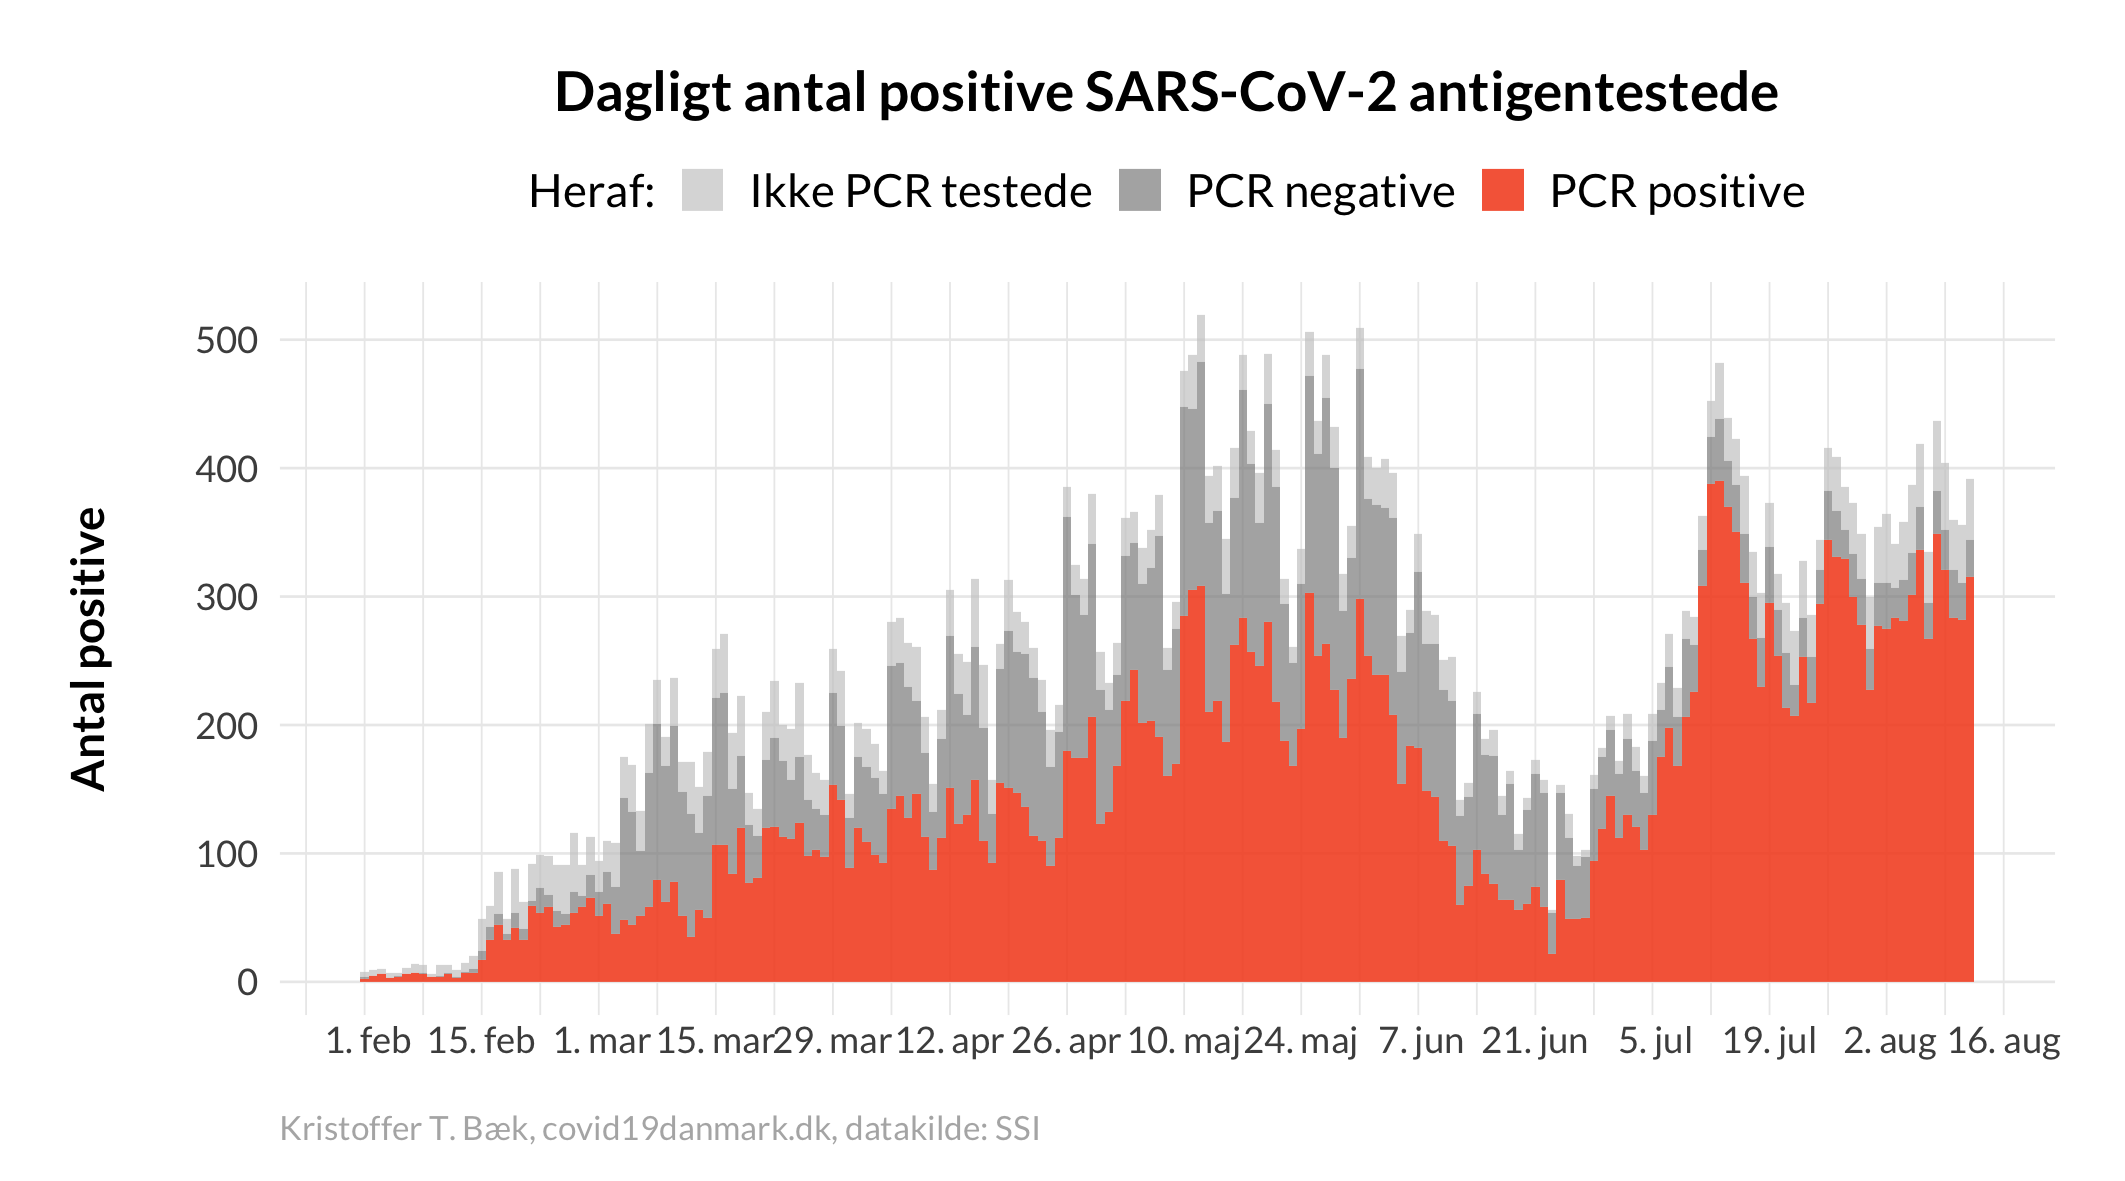 Dagligt antal positive SARS-CoV-2 antigentestede
Heraf: Ikke PCR testede PCR negative PCR positive
Antal positive
500
400
300
200
100
0
1. feb 15. feb 1. mar 15. mar 29. mar 12. apr 26. apr 10. maj 24. maj 7. jun 21. jun 5. jul 19. jul 2. aug 16. aug
Kristoffer T. Bæk, covid19danmark.dk, datakilde: SSI